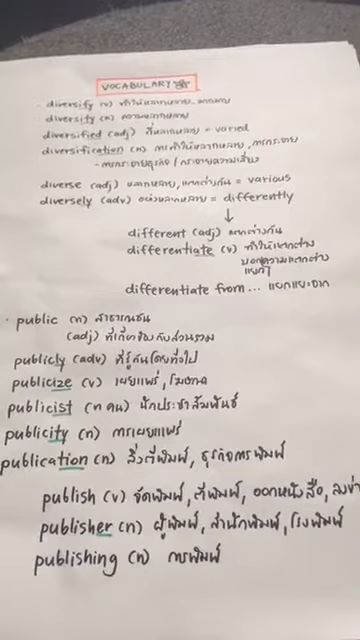 VOCABULARY
· diversify (v) ทำให้หลากหลาย,
diversity (n) ความหลากหลาย
diversified (adj) ที่หลากหลาย = varied
diversification (n) การทำให้หลากหลาย, การกระจาย
- การกระจายธุรกิจ / กระจายความเสี่ยง
diverse (adj) หลากหลาย, แตกต่างกัน = various
diversely (adv) อย่างหลากหลาย = differently
↓
different (adj) แตกต่างกัน
differentiate (v) ทำให้แตกต่าง
บอกความแตกต่าง
แยก
differentiate from ... แยกแยะจาก
· public (n) สาธารณชน
(adj) ที่เกี่ยวข้องกับส่วนรวม
publicly (adv) ที่รู้กันโดยทั่วไป
publicize (v) เผยแพร่, โฆษณา
publicist (n คน) นักประชาสัมพันธ์
publicity (n) การเผยแพร่
publication (n) สิ่งตีพิมพ์, ธุรกิจการพิมพ์
publish (v) จัดพิมพ์, ตีพิมพ์, ออกหนังสือ, ลงข่า
publisher (n) ผู้พิมพ์, สำนักพิมพ์, โรงพิมพ์
publishing (n) การพิมพ์